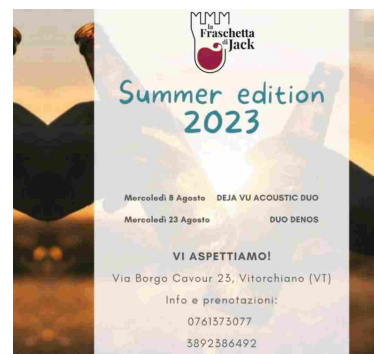 la
Fraschetta
di Jack
Summer edition
2023
Mercoledì 8 Agosto DEJA VU ACOUSTIC DUO
Mercoledì 23 Agosto DUO DENOS
VI ASPETTIAMO!
Via Borgo Cavour 23, Vitorchiano (VT)
Info e prenotazioni:
0761373077
3892386492